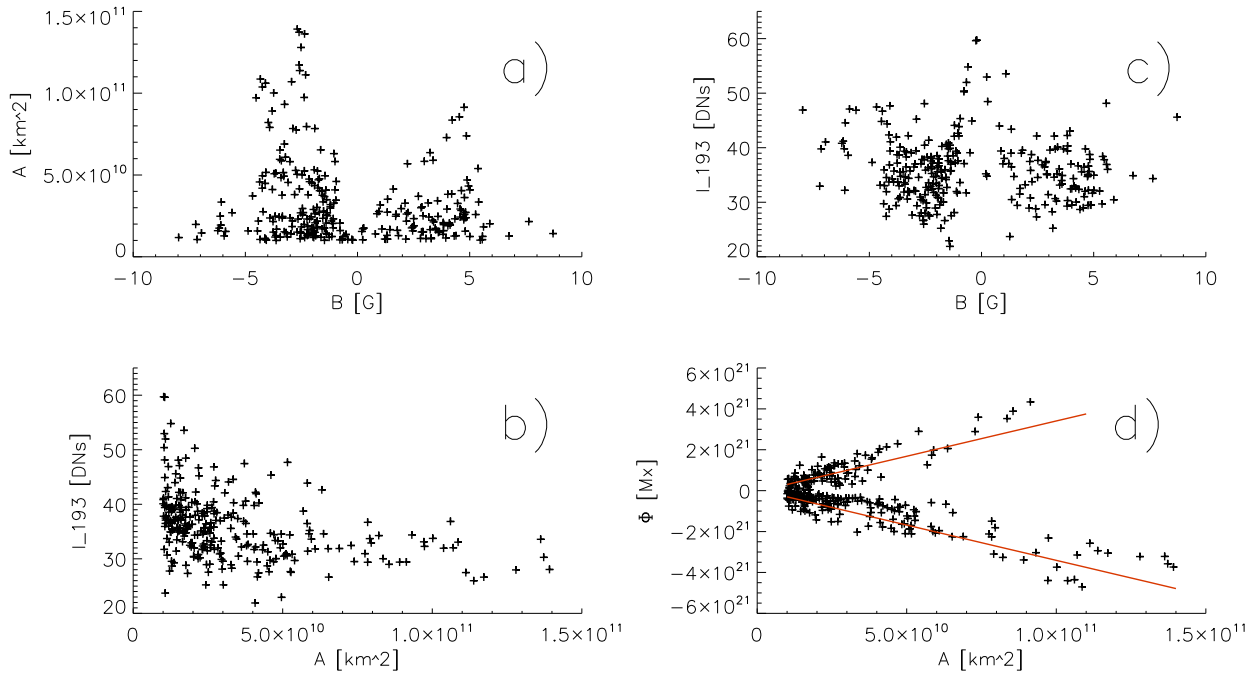 a)
1.5×10^11
1.0×10^11
5.0×10^10
0
A [km^2]
−10 −5 0 5 10
B [G]
c)
60
50
40
30
20
I_193 [DNs]
−10 −5 0 5 10
B [G]
b)
60
50
40
30
20
I_193 [DNs]
0 5.0×10^10 1.0×10^11 1.5×10^11
A [km^2]
d)
6×10^21
4×10^21
2×10^21
0
−2×10^21
−4×10^21
−6×10^21
Φ [Mx]
0 5.0×10^10 1.0×10^11 1.5×10^11
A [km^2]